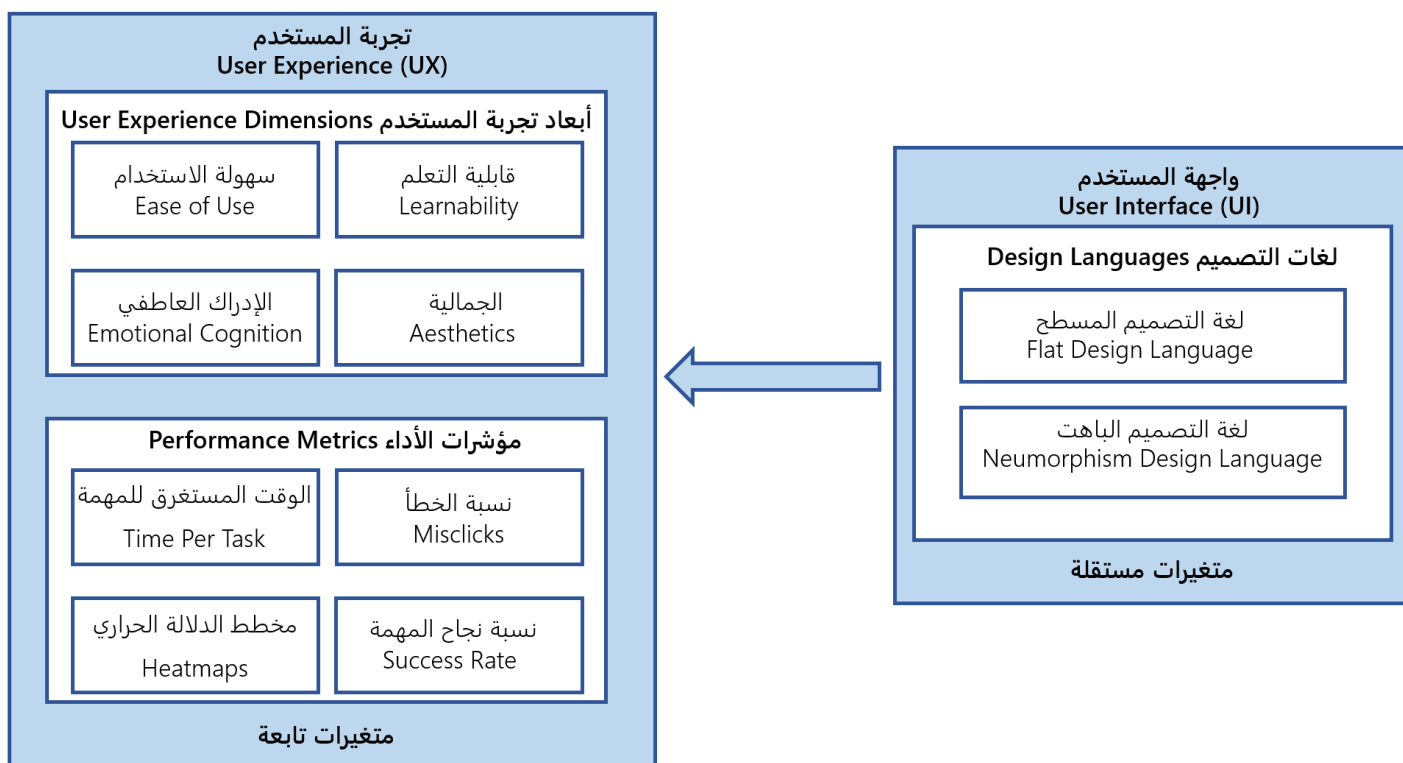 تجربة المستخدم
User Experience (UX)
أبعاد تجربة المستخدم User Experience Dimensions
قابلية التعلم
Learnability
سهولة الاستخدام
Ease of Use
الجمالية
Aesthetics
الإدراك العاطفي
Emotional Cognition
مؤشرات الأداء Performance Metrics
نسبة الخطأ
Misclicks
الوقت المستغرق للمهمة
Time Per Task
نسبة نجاح المهمة
Success Rate
مخطط الدلالة الحراري
Heatmaps
متغيرات تابعة
واجهة المستخدم
User Interface (UI)
لغات التصميم Design Languages
لغة التصميم المسطح
Flat Design Language
لغة التصميم الباهت
Neumorphism Design Language
متغيرات مستقلة